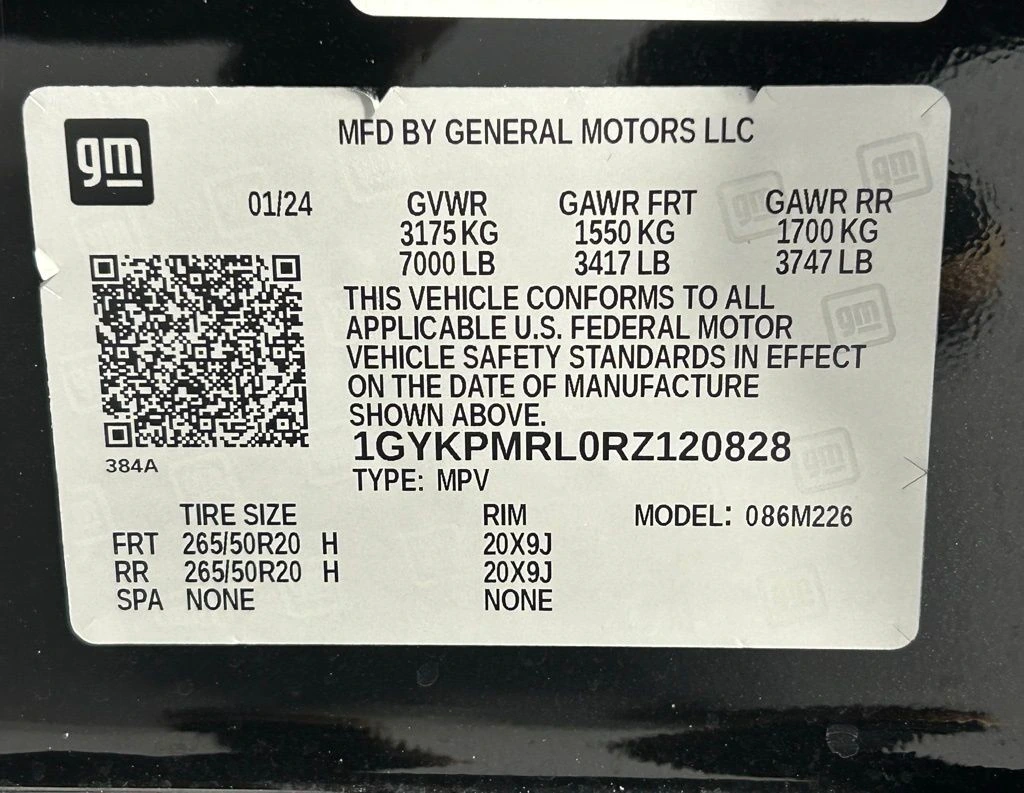 gm
MFD BY GENERAL MOTORS LLC
01/24 GVWR GAWR FRT GAWR RR
3175 KG 1550 KG 1700 KG
7000 LB 3417 LB 3747 LB
THIS VEHICLE CONFORMS TO ALL
APPLICABLE U.S. FEDERAL MOTOR
VEHICLE SAFETY STANDARDS IN EFFECT
ON THE DATE OF MANUFACTURE
SHOWN ABOVE.
384A
1GYKPMRL0RZ120828
TYPE: MPV
TIRE SIZE RIM MODEL: 086M226
FRT 265/50R20 H 20X9J
RR 265/50R20 H 20X9J
SPA NONE NONE